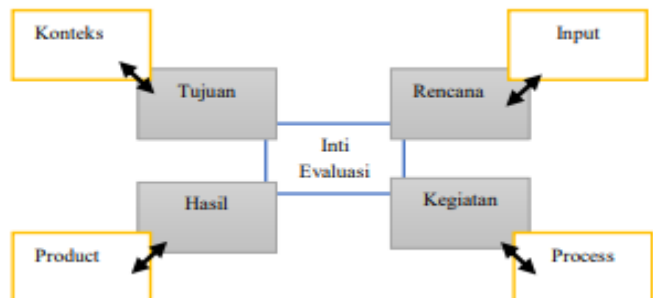 Konteks
Input
Tujuan
Rencana
Inti
Evaluasi
Hasil
Kegiatan
Product
Process